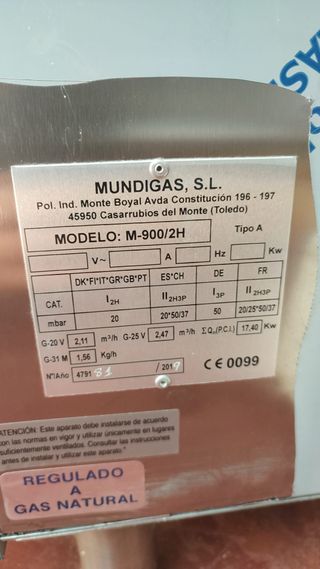 MUNDIGAS, S.L.
Pol. Ind. Monte Boyal Avda Constitución 196 - 197
45950 Casarrubios del Monte (Toledo)
MODELO: M-900/2H Tipo A
V~ A Hz Kw
DK*FI*IT*GR*GB*PT ES*CH DE FR
CAT. I2H II2H3P I3P II2H3P
mbar 20 20*50/37 50 20/25*50/37
G-20 V 2,11 m³/h G-25 V 2,47 m³/h ΣQn(P.C.I.) 17,40 Kw
G-31 M 1,56 Kg/h
Nº/Año 479181 /2019 CE 0099
ATENCIÓN: Este aparato debe instalarse de acuerdo
con las normas en vigor y utilizar únicamente en lugares
suficientemente ventilados. Consultar las instrucciones
antes de instalar y utilizar este aparato."
REGULADO
A
GAS NATURAL